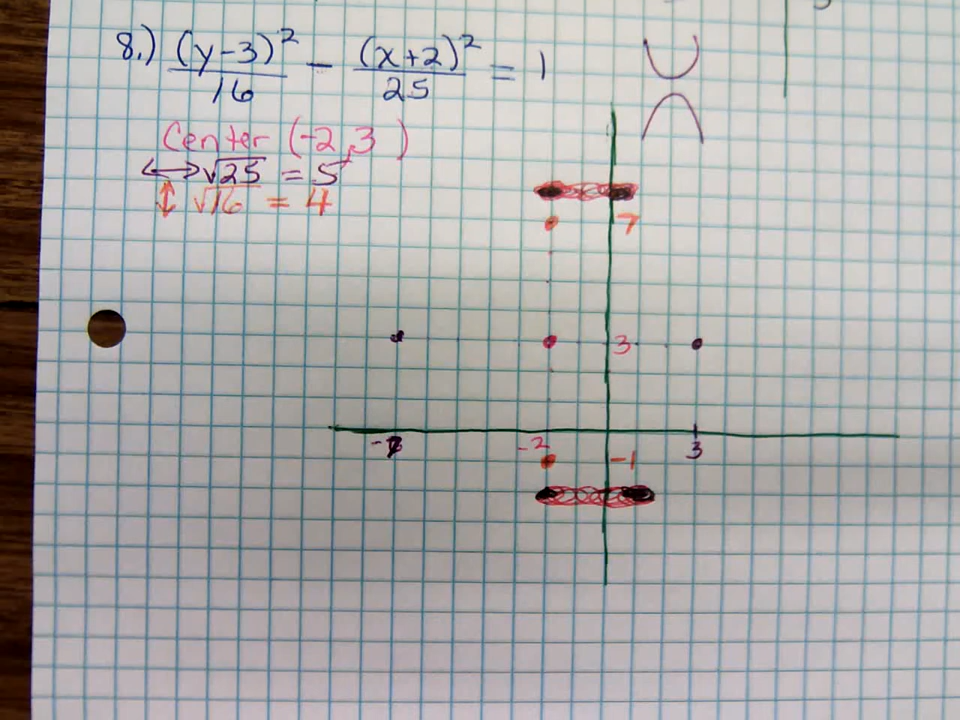 8.) (y-3)²/16 - (x+2)²/25 = 1
Center (-2,3)
√25 = 5
√16 = 4
7
3
-2
-1
3